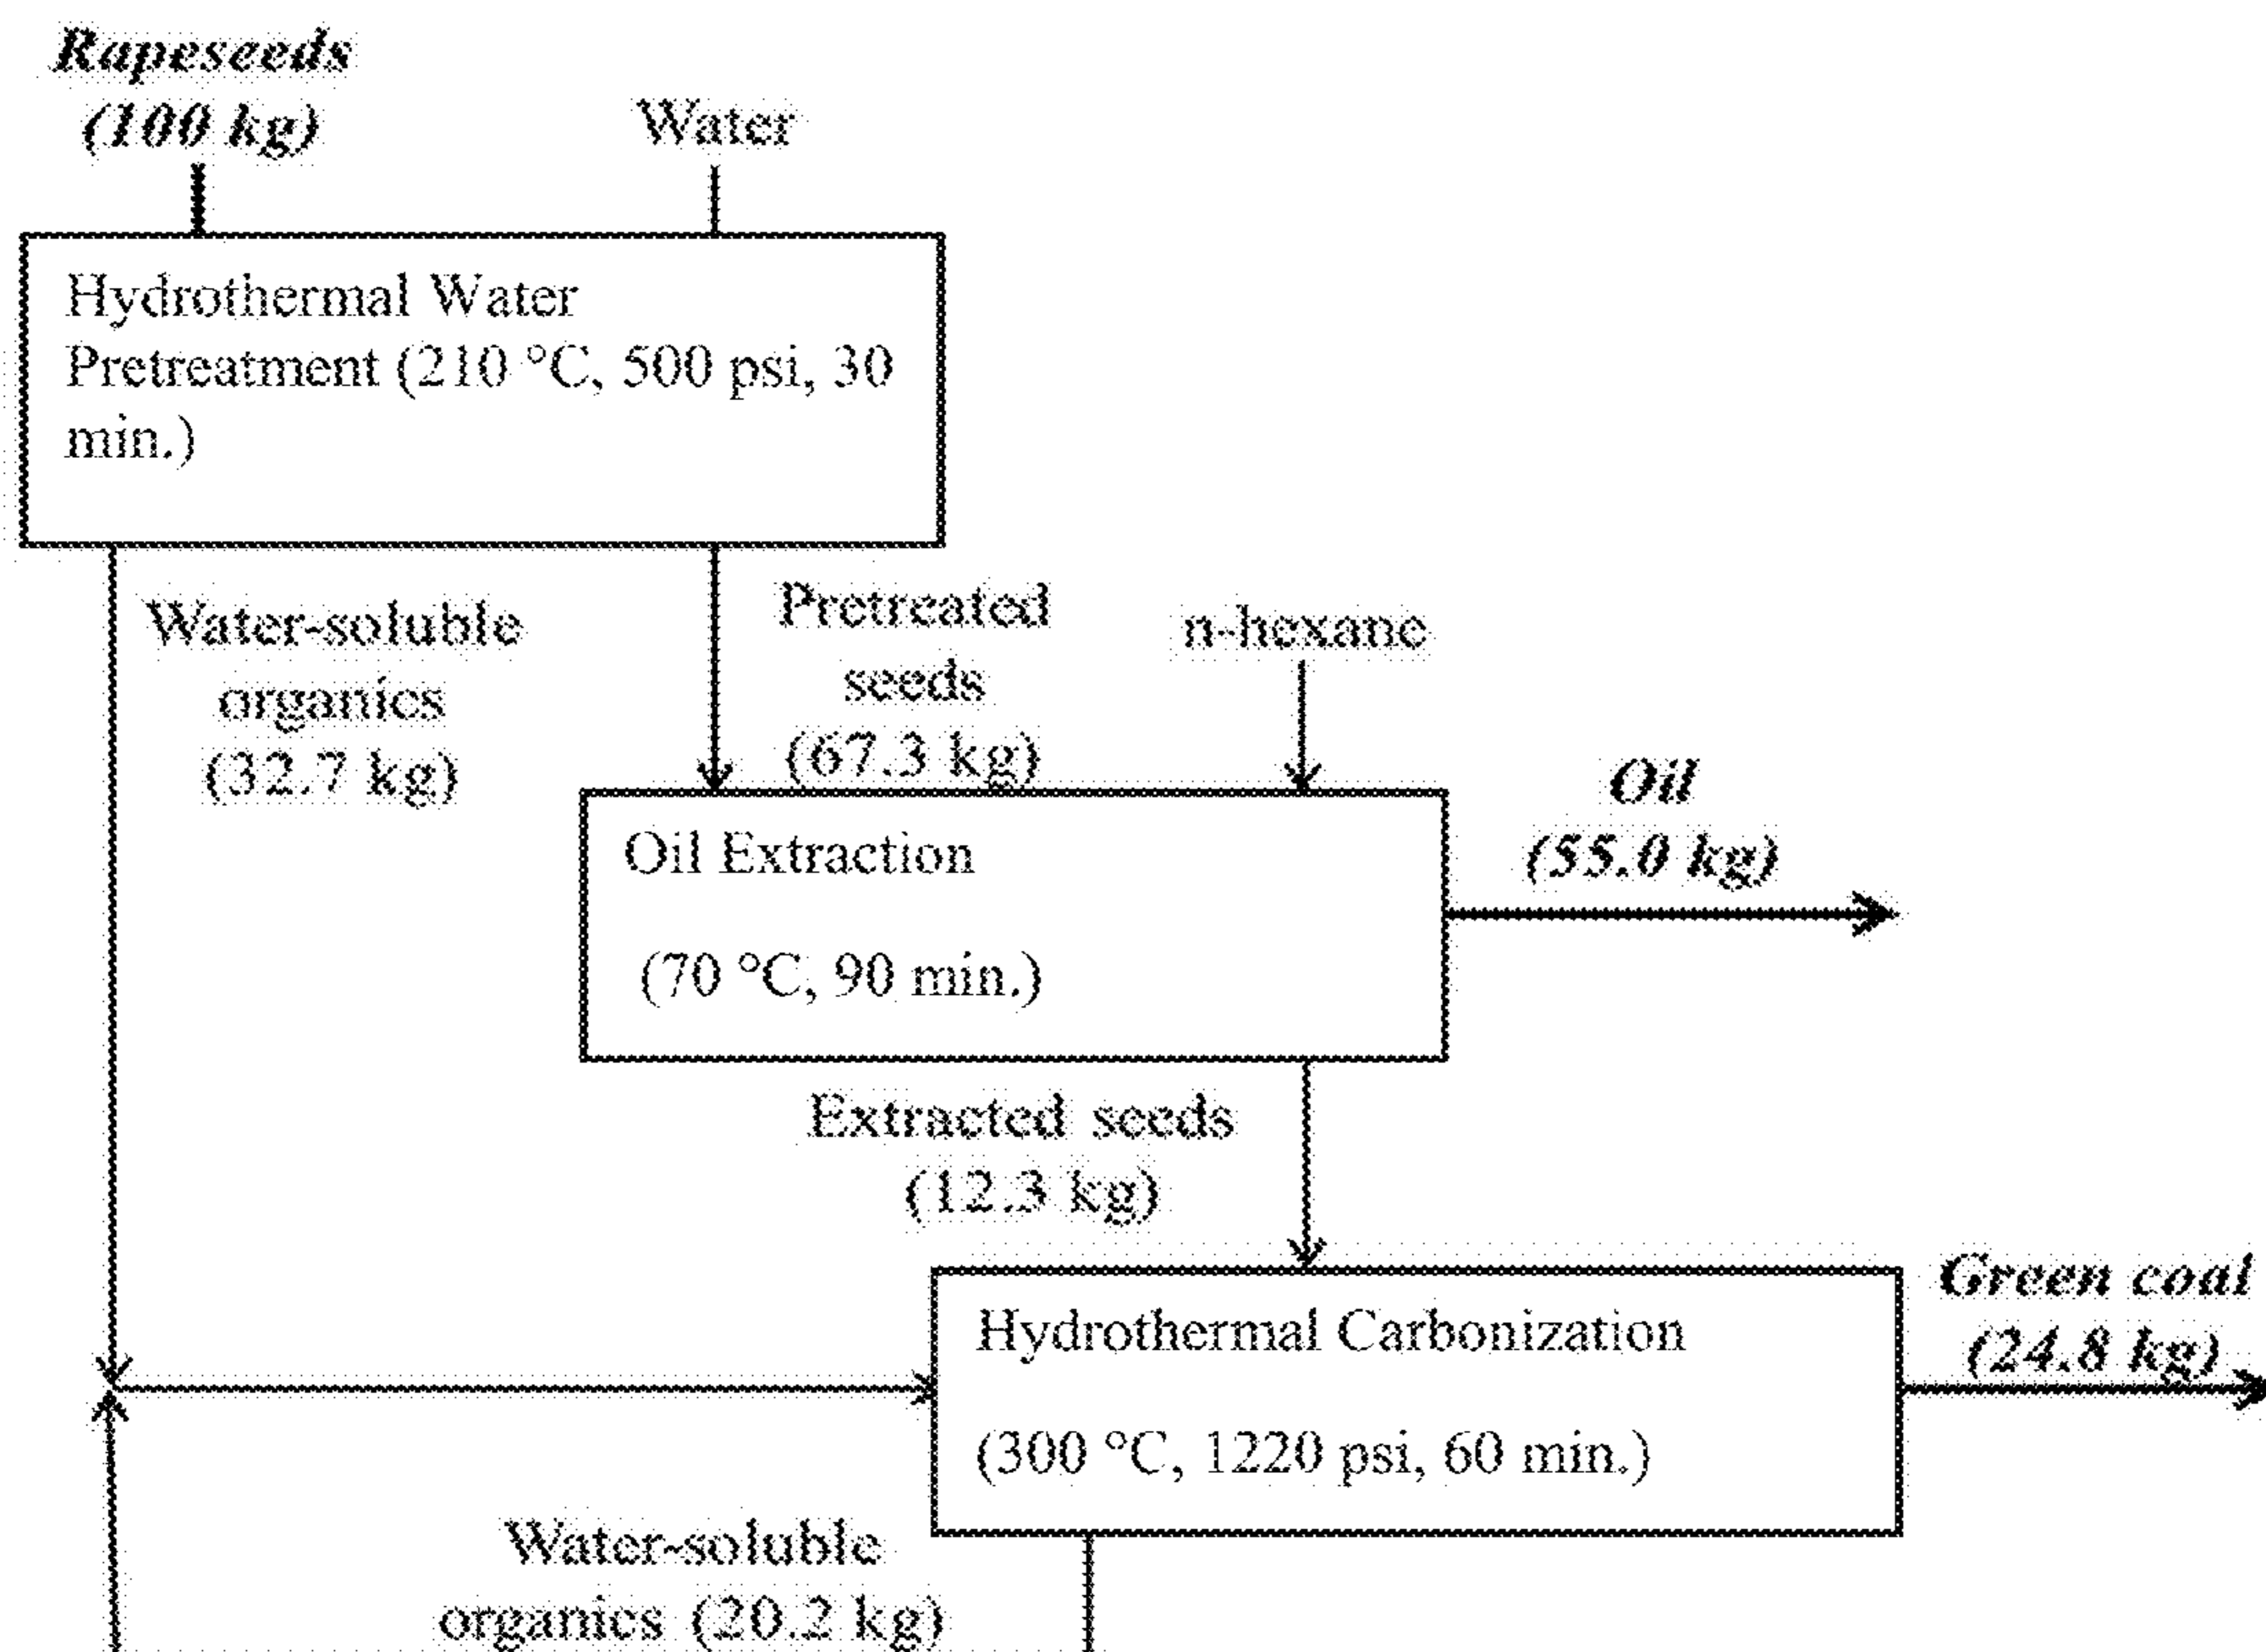 Rapeseeds
(100 kg)
Water
Hydrothermal Water
Pretreatment (210 °C, 500 psi, 30
min.)
Water-soluble
organics
(32.7 kg)
Pretreated
seeds
(67.3 kg)
n-hexane
Oil
(55.0 kg)
Oil Extraction
(70 °C, 90 min.)
Extracted seeds
(12.3 kg)
Green coal
(24.8 kg)
Hydrothermal Carbonization
(300 °C, 1220 psi, 60 min.)
Water-soluble
organics (20.2 kg)